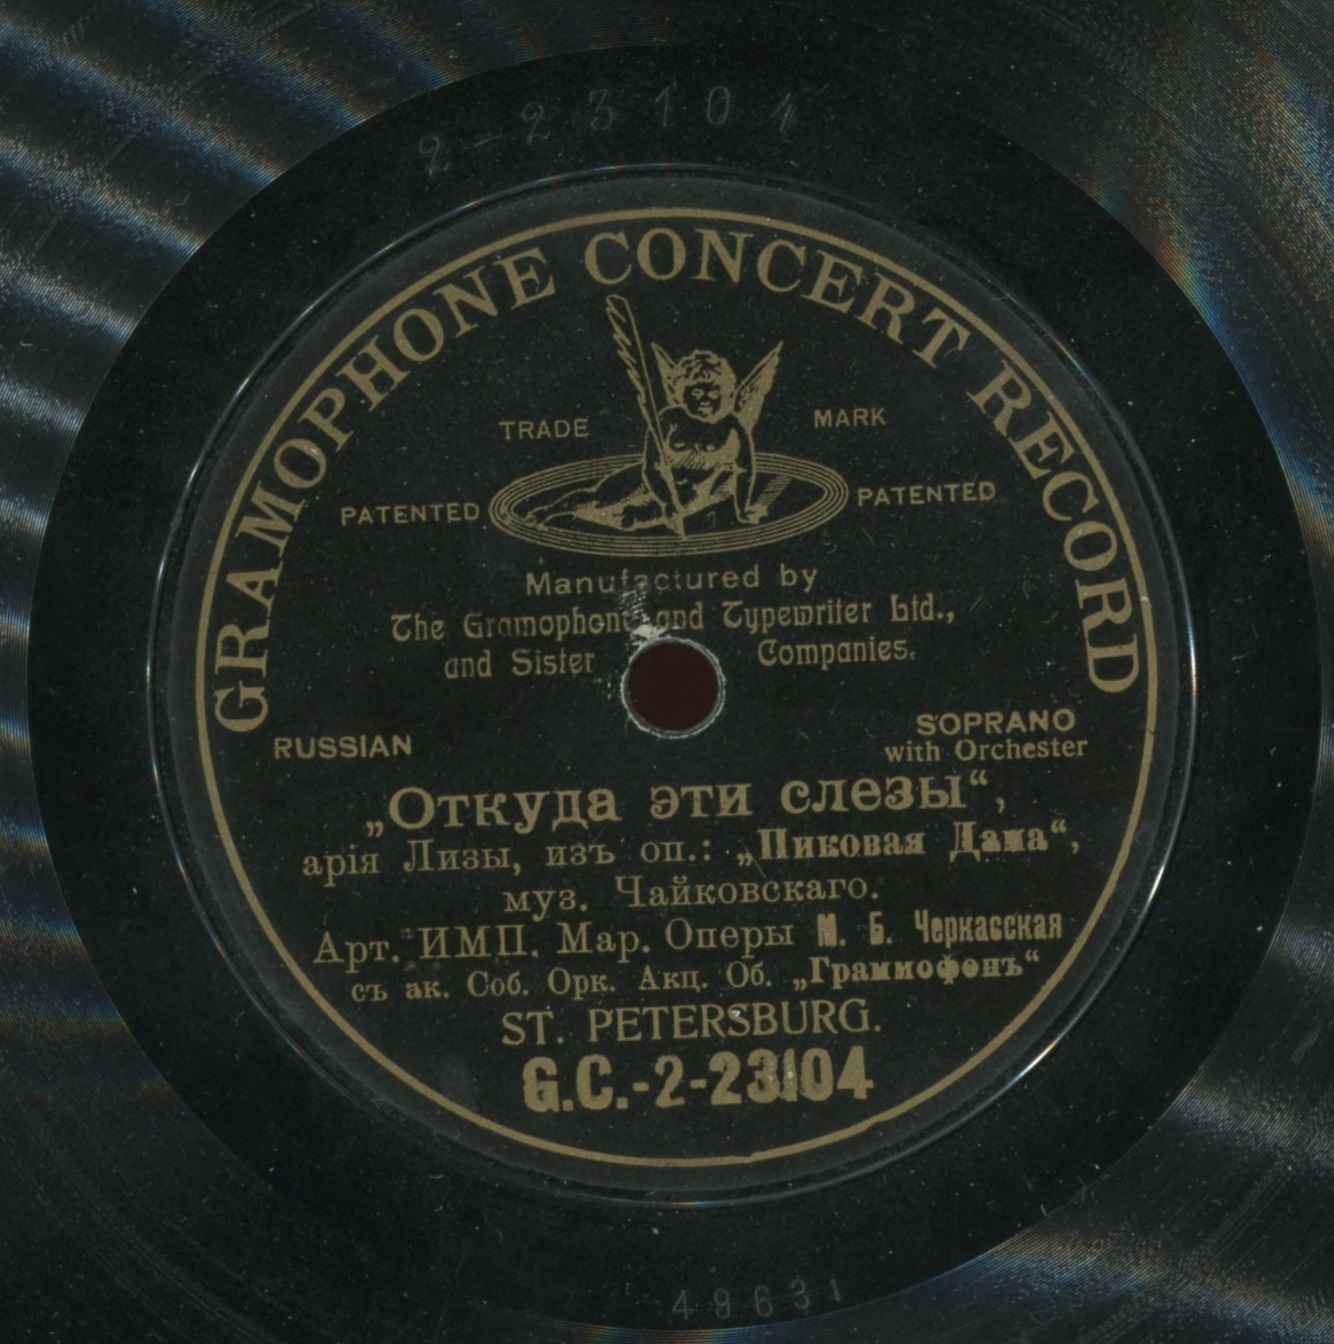 2-23104
GRAMOPHONE CONCERT RECORD
TRADE MARK
PATENTED PATENTED
Manufactured by
The Gramophone and Typewriter Ltd.,
and Sister Companies.
RUSSIAN
SOPRANO
with Orchester
„Откуда эти слезы“,
арія Лизы, изъ оп.: „Пиковая Дама“,
муз. Чайковскаго.
Арт. ИМП. Мар. Оперы М. Б. Черкасская
съ ак. Соб. Орк. Акц. Об. „Граммофонъ“
ST. PETERSBURG.
G.C.-2-23104
49631